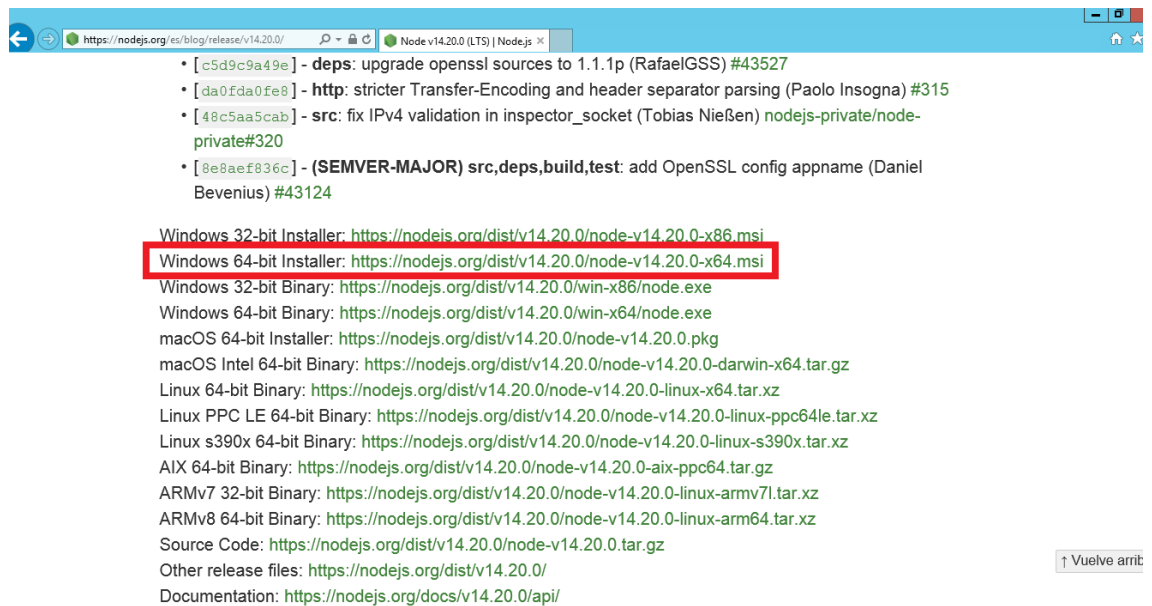 https://nodejs.org/es/blog/release/v14.20.0/
Node v14.20.0 (LTS) | Node.js
• [c5d9c9a49e] - deps: upgrade openssl sources to 1.1.1p (RafaelGSS) #43527
• [da0fda0fe8] - http: stricter Transfer-Encoding and header separator parsing (Paolo Insogna) #315
• [48c5aa5cab] - src: fix IPv4 validation in inspector_socket (Tobias Nießen) nodejs-private/node-
private#320
• [8e8aef836c] - (SEMVER-MAJOR) src,deps,build,test: add OpenSSL config appname (Daniel
Bevenius) #43124
Windows 32-bit Installer: https://nodejs.org/dist/v14.20.0/node-v14.20.0-x86.msi
Windows 64-bit Installer: https://nodejs.org/dist/v14.20.0/node-v14.20.0-x64.msi
Windows 32-bit Binary: https://nodejs.org/dist/v14.20.0/win-x86/node.exe
Windows 64-bit Binary: https://nodejs.org/dist/v14.20.0/win-x64/node.exe
macOS 64-bit Installer: https://nodejs.org/dist/v14.20.0/node-v14.20.0.pkg
macOS Intel 64-bit Binary: https://nodejs.org/dist/v14.20.0/node-v14.20.0-darwin-x64.tar.gz
Linux 64-bit Binary: https://nodejs.org/dist/v14.20.0/node-v14.20.0-linux-x64.tar.xz
Linux PPC LE 64-bit Binary: https://nodejs.org/dist/v14.20.0/node-v14.20.0-linux-ppc64le.tar.xz
Linux s390x 64-bit Binary: https://nodejs.org/dist/v14.20.0/node-v14.20.0-linux-s390x.tar.xz
AIX 64-bit Binary: https://nodejs.org/dist/v14.20.0/node-v14.20.0-aix-ppc64.tar.gz
ARMv7 32-bit Binary: https://nodejs.org/dist/v14.20.0/node-v14.20.0-linux-armv7l.tar.xz
ARMv8 64-bit Binary: https://nodejs.org/dist/v14.20.0/node-v14.20.0-linux-arm64.tar.xz
Source Code: https://nodejs.org/dist/v14.20.0/node-v14.20.0.tar.gz
Other release files: https://nodejs.org/dist/v14.20.0/
↑ Vuelve arrib
Documentation: https://nodejs.org/docs/v14.20.0/api/